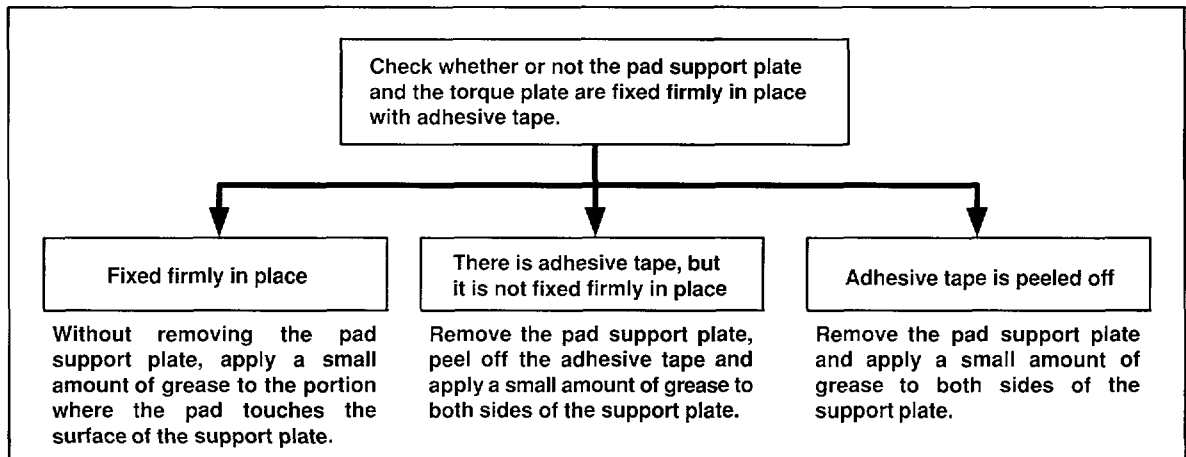 Check whether or not the pad support plate
and the torque plate are fixed firmly in place
with adhesive tape.
Fixed firmly in place
Without removing the pad
support plate, apply a small
amount of grease to the portion
where the pad touches the
surface of the support plate.
There is adhesive tape, but
it is not fixed firmly in place
Remove the pad support plate,
peel off the adhesive tape and
apply a small amount of grease to
both sides of the support plate.
Adhesive tape is peeled off
Remove the pad support plate
and apply a small amount of
grease to both sides of the
support plate.